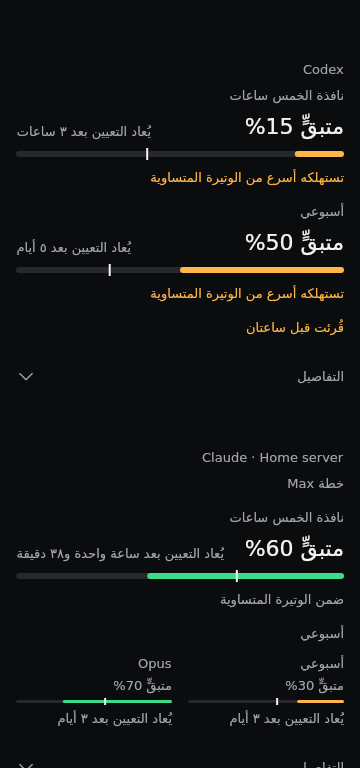 Codex
نافذة الخمس ساعات
متبقٍّ 15%
يُعاد التعيين بعد ٣ ساعات
تستهلكه أسرع من الوتيرة المتساوية
أسبوعي
متبقٍّ 50%
يُعاد التعيين بعد ٥ أيام
تستهلكه أسرع من الوتيرة المتساوية
قُرئت قبل ساعتان
التفاصيل
Claude · Home server
خطة Max
نافذة الخمس ساعات
متبقٍّ 60%
يُعاد التعيين بعد ساعة واحدة و٣٨ دقيقة
ضمن الوتيرة المتساوية
أسبوعي
أسبوعي
متبقٍّ 30%
يُعاد التعيين بعد ٣ أيام
Opus
متبقٍّ 70%
يُعاد التعيين بعد ٣ أيام